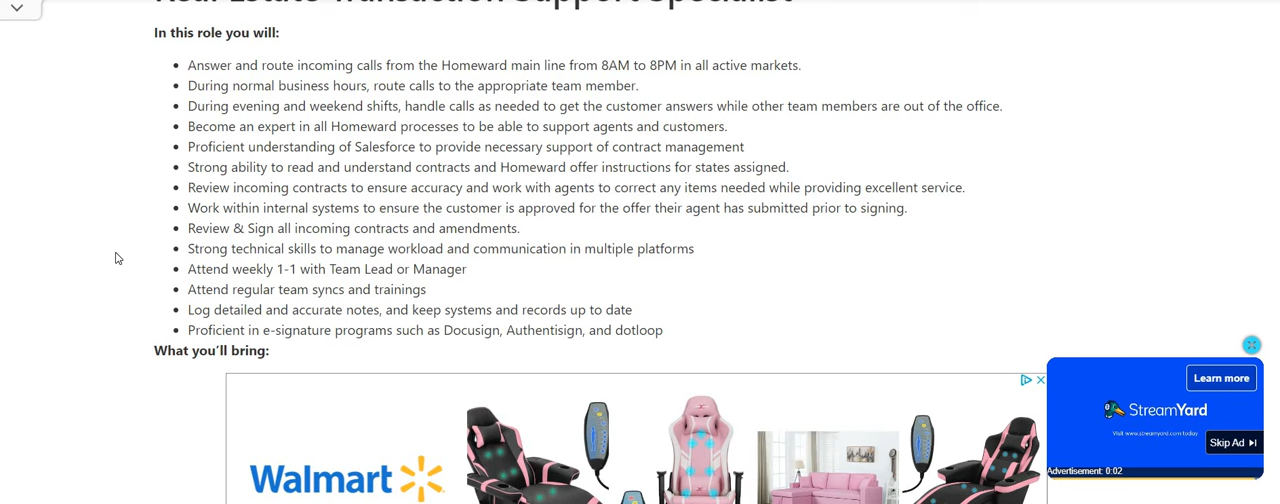 Real Estate Transaction Support Specialist
In this role you will:
Answer and route incoming calls from the Homeward main line from 8AM to 8PM in all active markets.
During normal business hours, route calls to the appropriate team member.
During evening and weekend shifts, handle calls as needed to get the customer answers while other team members are out of the office.
Become an expert in all Homeward processes to be able to support agents and customers.
Proficient understanding of Salesforce to provide necessary support of contract management
Strong ability to read and understand contracts and Homeward offer instructions for states assigned.
Review incoming contracts to ensure accuracy and work with agents to correct any items needed while providing excellent service.
Work within internal systems to ensure the customer is approved for the offer their agent has submitted prior to signing.
Review & Sign all incoming contracts and amendments.
Strong technical skills to manage workload and communication in multiple platforms
Attend weekly 1-1 with Team Lead or Manager
Attend regular team syncs and trainings
Log detailed and accurate notes, and keep systems and records up to date
Proficient in e-signature programs such as Docusign, Authentisign, and dotloop
What you’ll bring:
Walmart
Learn more
StreamYard
Visit www.streamyard.com today
Skip Ad
Advertisement: 0:02